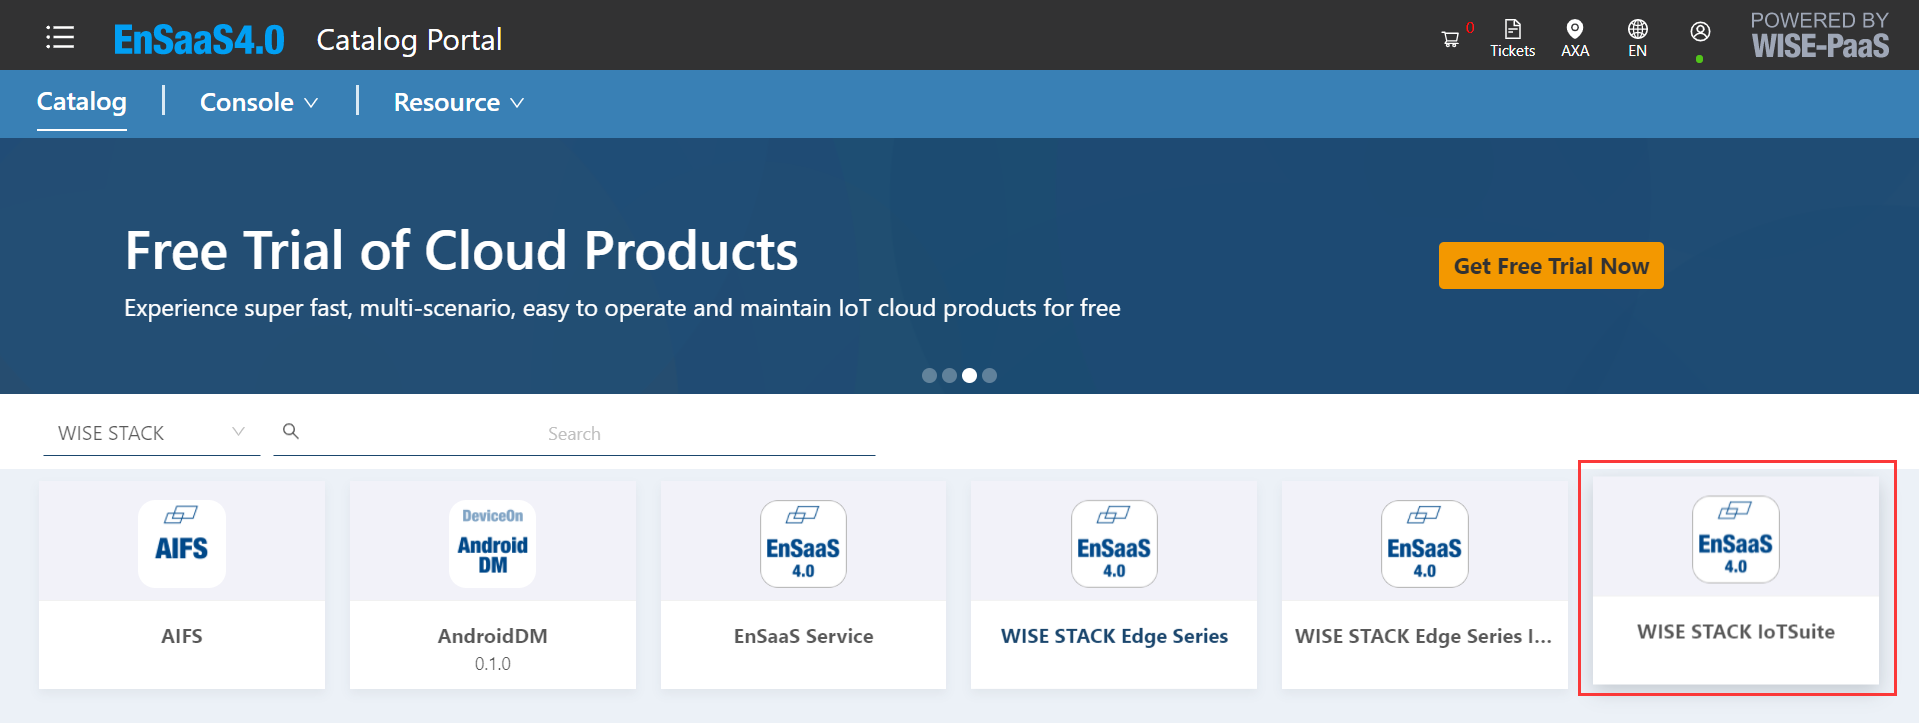 EnSaaS4.0 Catalog Portal
0
Tickets
AXA
EN
POWERED BY
WISE-PaaS
Catalog
Console
Resource
Free Trial of Cloud Products
Experience super fast, multi-scenario, easy to operate and maintain IoT cloud products for free
Get Free Trial Now
WISE STACK
Search
AIFS
AIFS
DeviceOn
Android
DM
AndroidDM
0.1.0
EnSaaS
4.0
EnSaaS Service
EnSaaS
4.0
WISE STACK Edge Series
EnSaaS
4.0
WISE STACK Edge Series I...
EnSaaS
4.0
WISE STACK IoTSuite